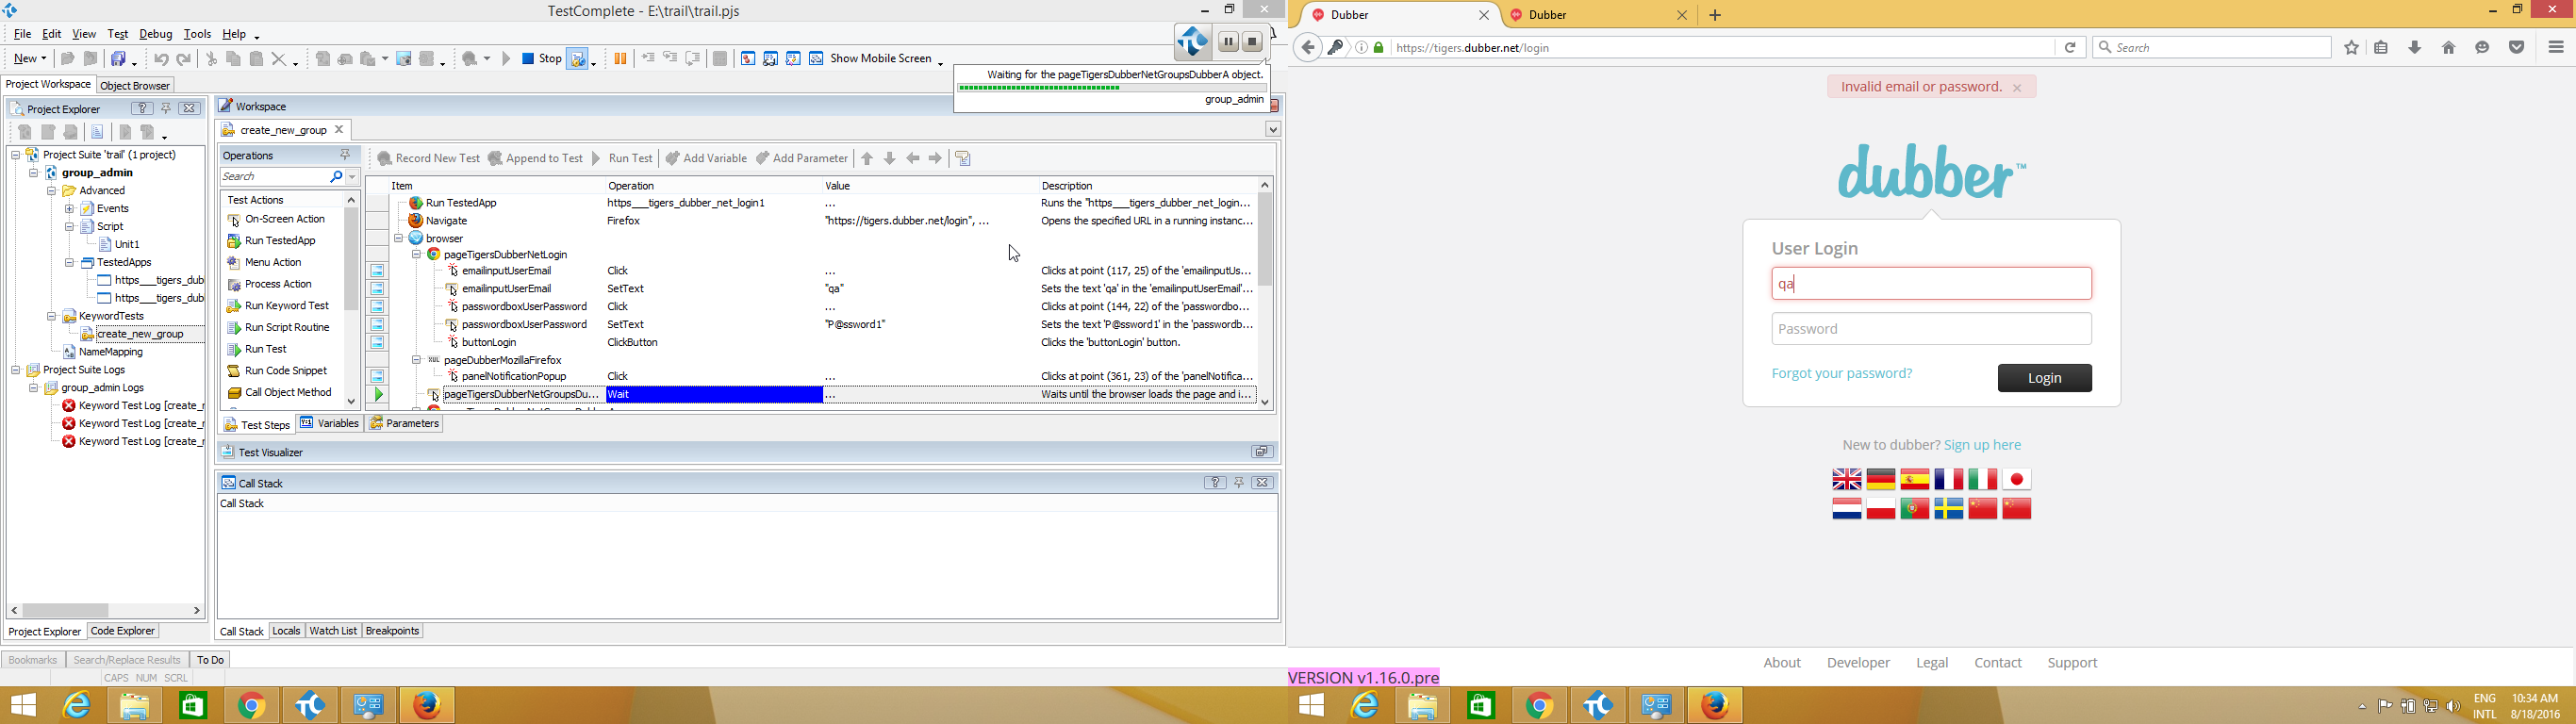 TestComplete - E:\trail\trail.pjs
File Edit View Test Debug Tools Help
New Stop Show Mobile Screen
Waiting for the pageTigersDubberNetGroupsDubberA object.
group_admin
Project Workspace Object Browser
Project Explorer
Project Suite 'trail' (1 project)
group_admin
Advanced
Events
Script
Unit1
TestedApps
https___tigers_dub
https___tigers_dub
KeywordTests
create_new_group
NameMapping
Project Suite Logs
group_admin Logs
Keyword Test Log [create_r
Keyword Test Log [create_r
Keyword Test Log [create_r
Project Explorer Code Explorer
Workspace
create_new_group
Operations
Search
Test Actions
On-Screen Action
Run TestedApp
Menu Action
Process Action
Run Keyword Test
Run Script Routine
Run Test
Run Code Snippet
Call Object Method
Record New Test Append to Test Run Test Add Variable Add Parameter
Item Operation Value Description
Run TestedApp https___tigers_dubber_net_login1 ... Runs the "https___tigers_dubber_net_login...
Navigate Firefox "https://tigers.dubber.net/login", ... Opens the specified URL in a running instanc...
browser
pageTigersDubberNetLogin
emailinputUserEmail Click ... Clicks at point (117, 25) of the 'emailinputUs...
emailinputUserEmail SetText "qa" Sets the text 'qa' in the 'emailinputUserEmail'...
passwordboxUserPassword Click ... Clicks at point (144, 22) of the 'passwordbo...
passwordboxUserPassword SetText "P@ssword1" Sets the text 'P@ssword1' in the 'passwordb...
buttonLogin ClickButton Clicks the 'buttonLogin' button.
XUL pageDubberMozillaFirefox
panelNotificationPopup Click ... Clicks at point (361, 23) of the 'panelNotifica...
pageTigersDubberNetGroupsDu... Wait ... Waits until the browser loads the page and i...
Test Steps Variables Parameters
Test Visualizer
Call Stack
Call Stack
Call Stack Locals Watch List Breakpoints
Bookmarks Search/Replace Results To Do
CAPS NUM SCRL
Dubber Dubber
https://tigers.dubber.net/login Search
Invalid email or password. ×
dubber™
User Login
qa
Password
Forgot your password? Login
New to dubber? Sign up here
About Developer Legal Contact Support
VERSION v1.16.0.pre
ENG 10:34 AM
INTL 8/18/2016